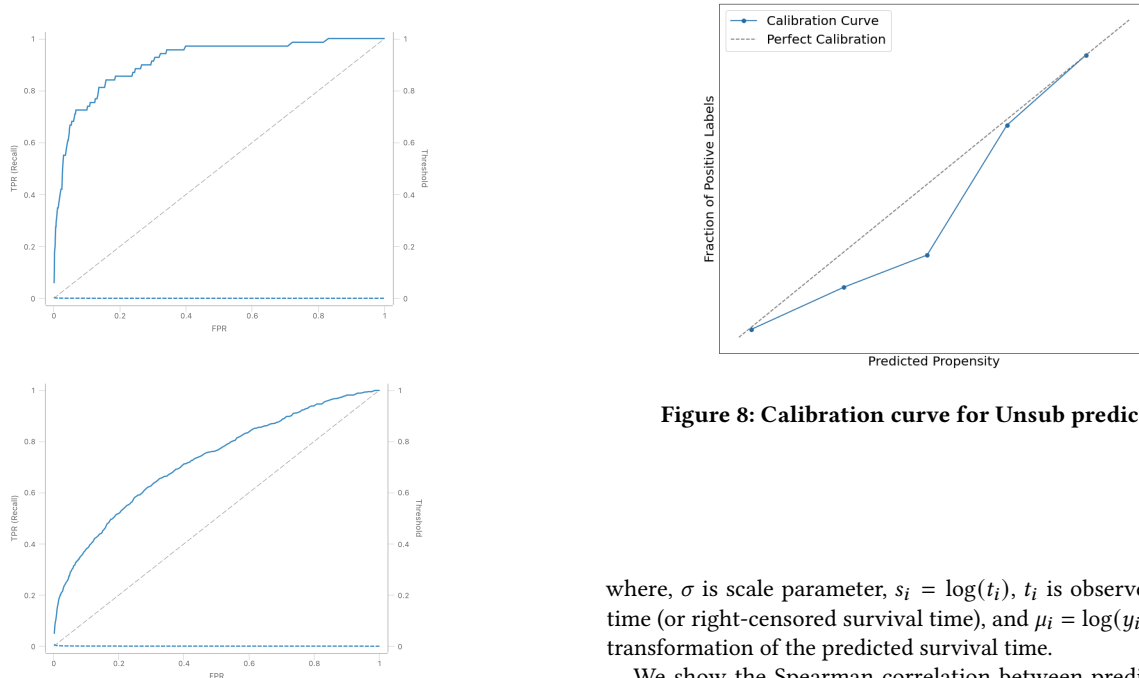 1
0.8
0.6
0.4
0.2
0
TPR (Recall)
1
0.8
0.6
0.4
0.2
0
Threshold
0
0.2
0.4
0.6
0.8
1
FPR
1
0.8
0.6
0.4
0.2
0
TPR (Recall)
1
0.8
0.6
0.4
0.2
0
Threshold
0
0.2
0.4
0.6
0.8
1
FPR
Calibration Curve
Perfect Calibration
Fraction of Positive Labels
Predicted Propensity
Figure 8: Calibration curve for Unsub predic
where, σ is scale parameter, sᵢ = log(tᵢ), tᵢ is observe
time (or right-censored survival time), and μᵢ = log(yᵢ
transformation of the predicted survival time.
We show the Spearman correlation between predi